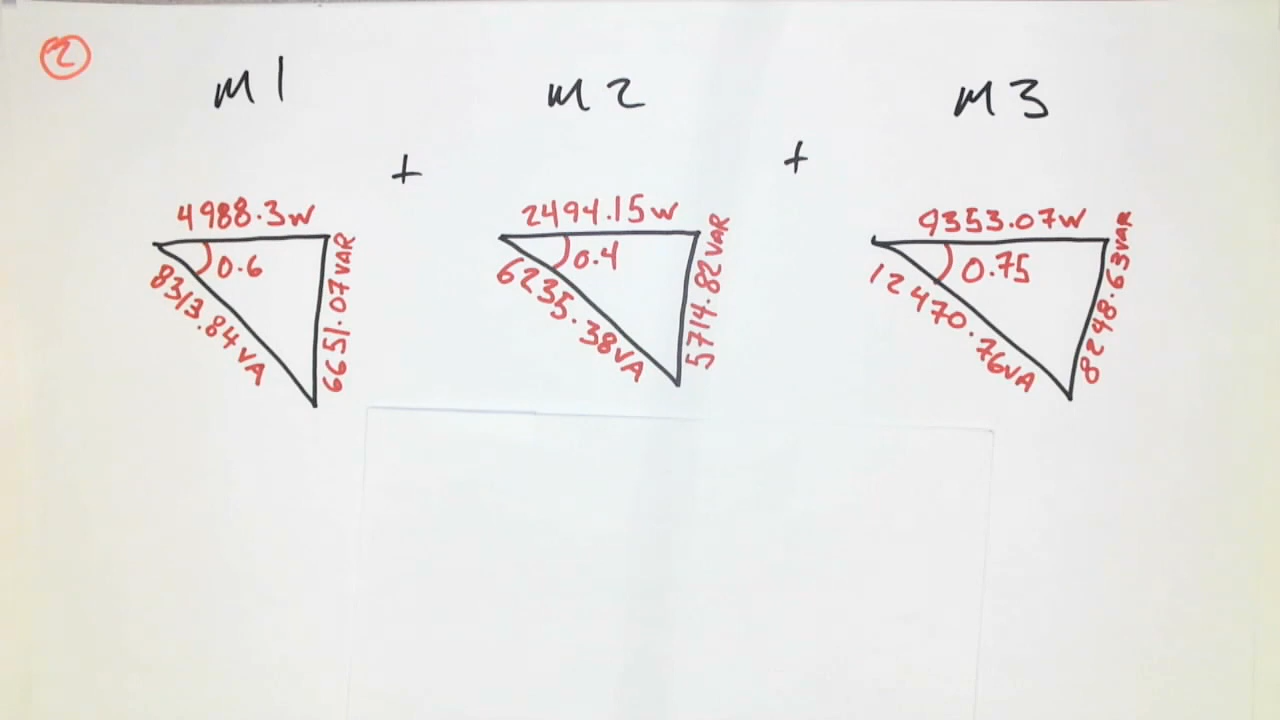 2
M1
M2
M3
+
+
4988.3W
0.6
8313.84VA
6651.07VAR
2494.15W
0.4
6235.38VA
5714.82VAR
9353.07W
0.75
12470.76VA
8248.63VAR